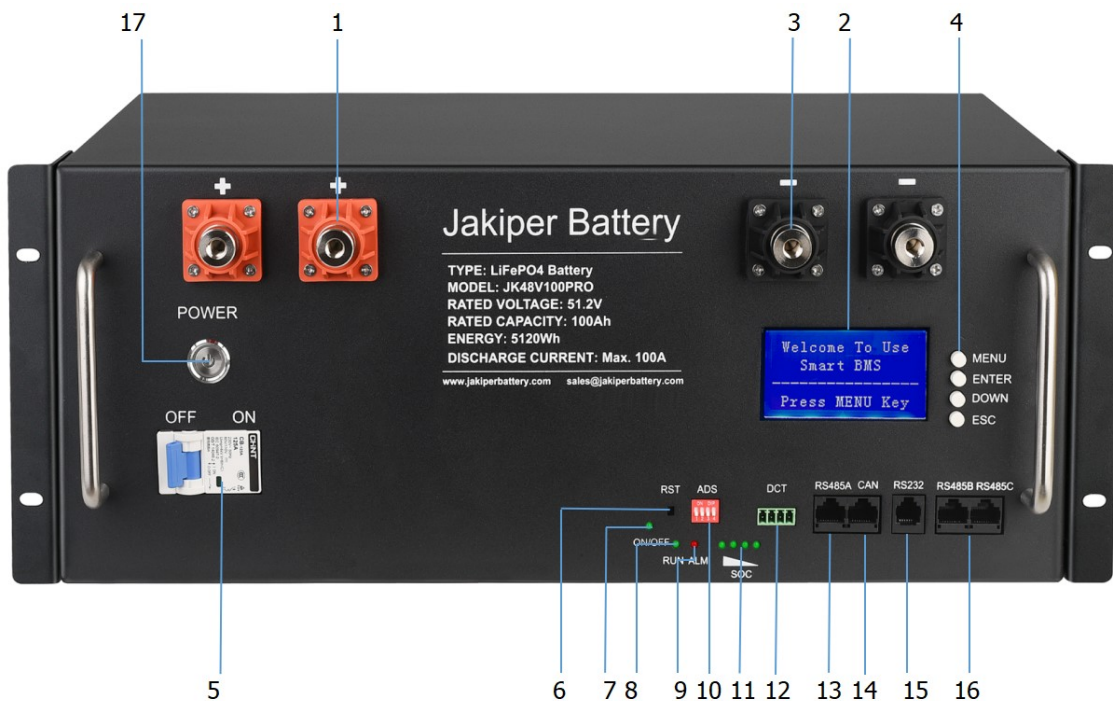 17 1 3 2 4
+ + - -
Jakiper Battery
TYPE: LiFePO4 Battery
MODEL: JK48V100PRO
RATED VOLTAGE: 51.2V
RATED CAPACITY: 100Ah
ENERGY: 5120Wh
DISCHARGE CURRENT: Max. 100A
www.jakiperbattery.com sales@jakiperbattery.com
POWER
OFF ON
CHNT
125A
Welcome To Use
Smart BMS
Press MENU Key
MENU
ENTER
DOWN
ESC
RST ADS DCT RS485A CAN RS232 RS485B RS485C
ON/OFF
RUN ALM
SOC
5 6 7 8 9 10 11 12 13 14 15 16